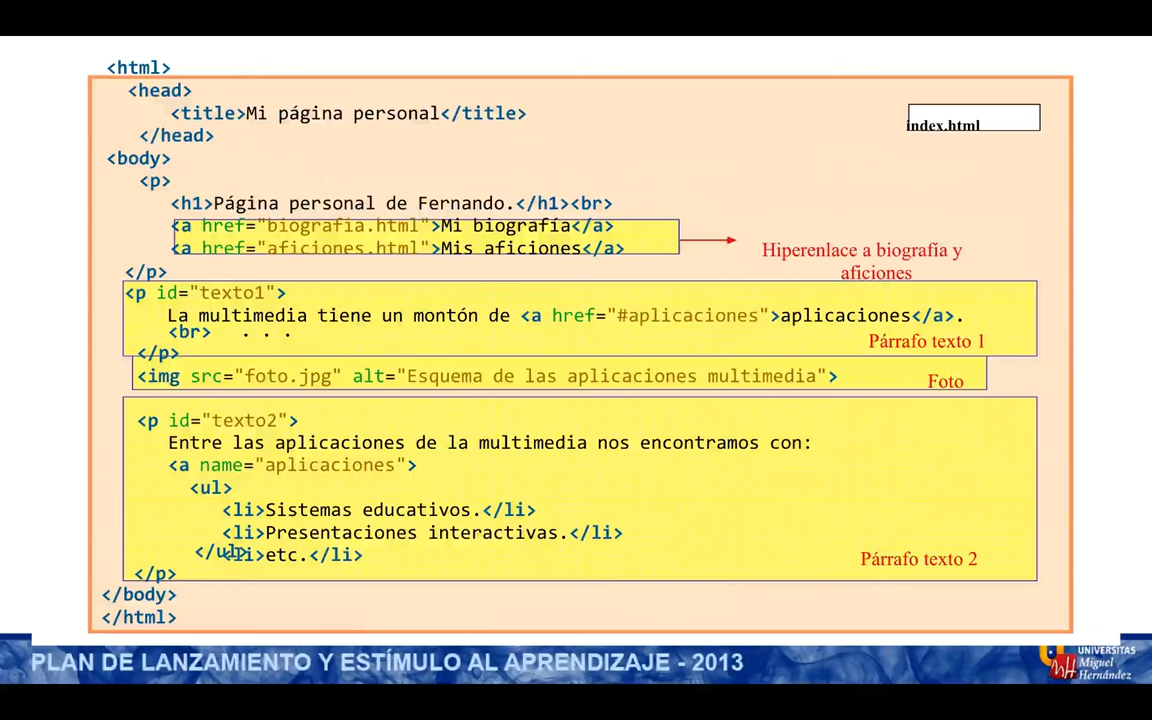 <html>
<head>
<title>Mi página personal</title>
</head>
index.html
<body>
<p>
<h1>Página personal de Fernando.</h1><br>
<a href="biografia.html">Mi biografía</a>
<a href="aficiones.html">Mis aficiones</a>
Hiperenlace a biografía y
aficiones
</p>
<p id="texto1">
La multimedia tiene un montón de <a href="#aplicaciones">aplicaciones</a>.
<br> . . .
Párrafo texto 1
</p>
<img src="foto.jpg" alt="Esquema de las aplicaciones multimedia">
Foto
<p id="texto2">
Entre las aplicaciones de la multimedia nos encontramos con:
<a name="aplicaciones">
<ul>
<li>Sistemas educativos.</li>
<li>Presentaciones interactivas.</li>
<li>etc.</li>
</ul>
Párrafo texto 2
</p>
</body>
</html>
PLAN DE LANZAMIENTO Y ESTÍMULO AL APRENDIZAJE - 2013
UNIVERSITAS
Miguel
Hernández